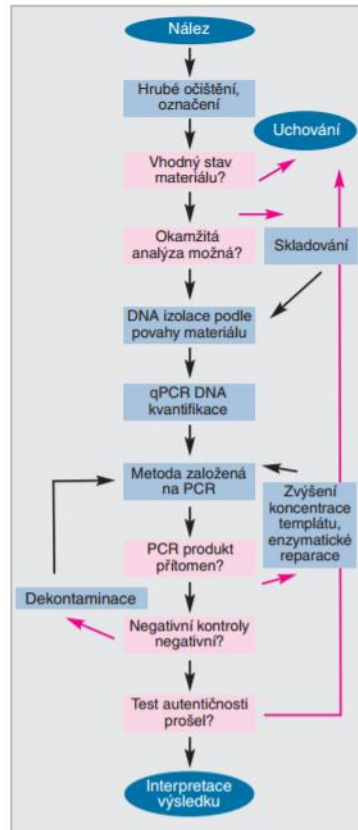 Nález
Hrubé očištění,
označení
Uchování
Vhodný stav
materiálu?
Okamžitá
analýza možná?
Skladování
DNA izolace podle
povahy materiálu
qPCR DNA
kvantifikace
Metoda založená
na PCR
Zvýšení
koncentrace
templátu,
enzymatické
reparace
PCR produkt
přítomen?
Dekontaminace
Negativní kontroly
negativní?
Test autentičnosti
prošel?
Interpretace
výsledku